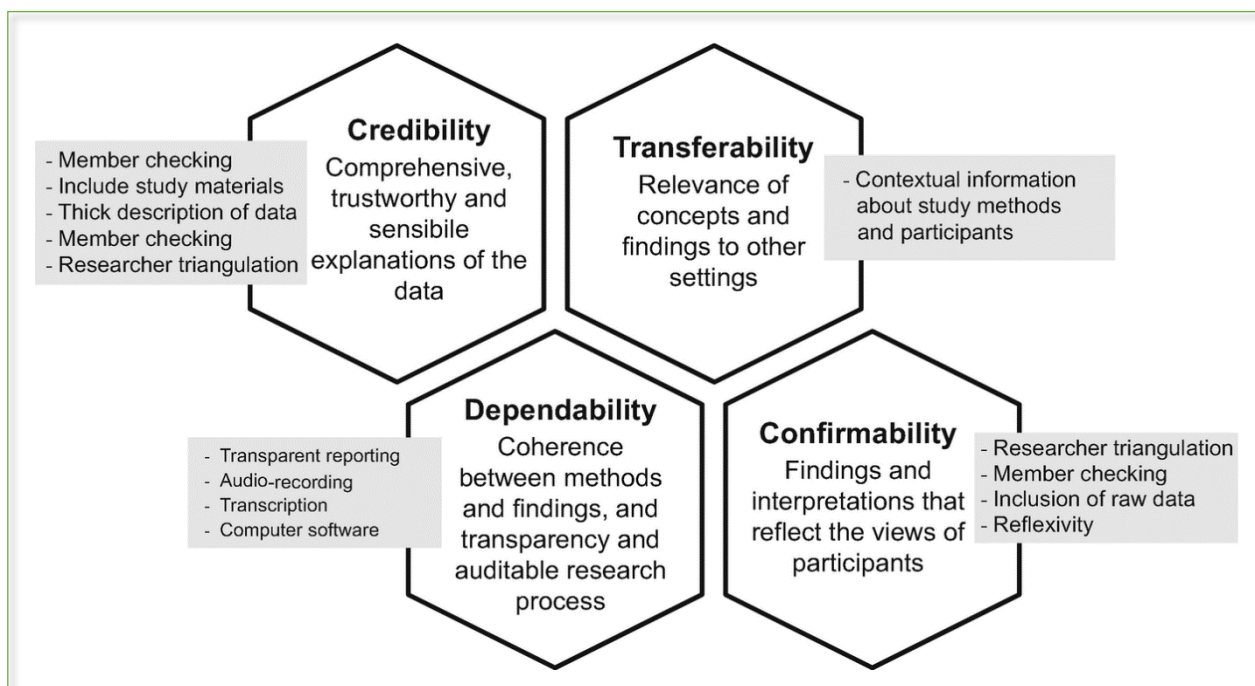 Credibility
Comprehensive,
trustworthy and
sensibile
explanations of the
data
- Member checking
- Include study materials
- Thick description of data
- Member checking
- Researcher triangulation
Transferability
Relevance of
concepts and
findings to other
settings
- Contextual information
about study methods
and participants
Dependability
Coherence
between methods
and findings, and
transparency and
auditable research
process
- Transparent reporting
- Audio-recording
- Transcription
- Computer software
Confirmability
Findings and
interpretations that
reflect the views of
participants
- Researcher triangulation
- Member checking
- Inclusion of raw data
- Reflexivity